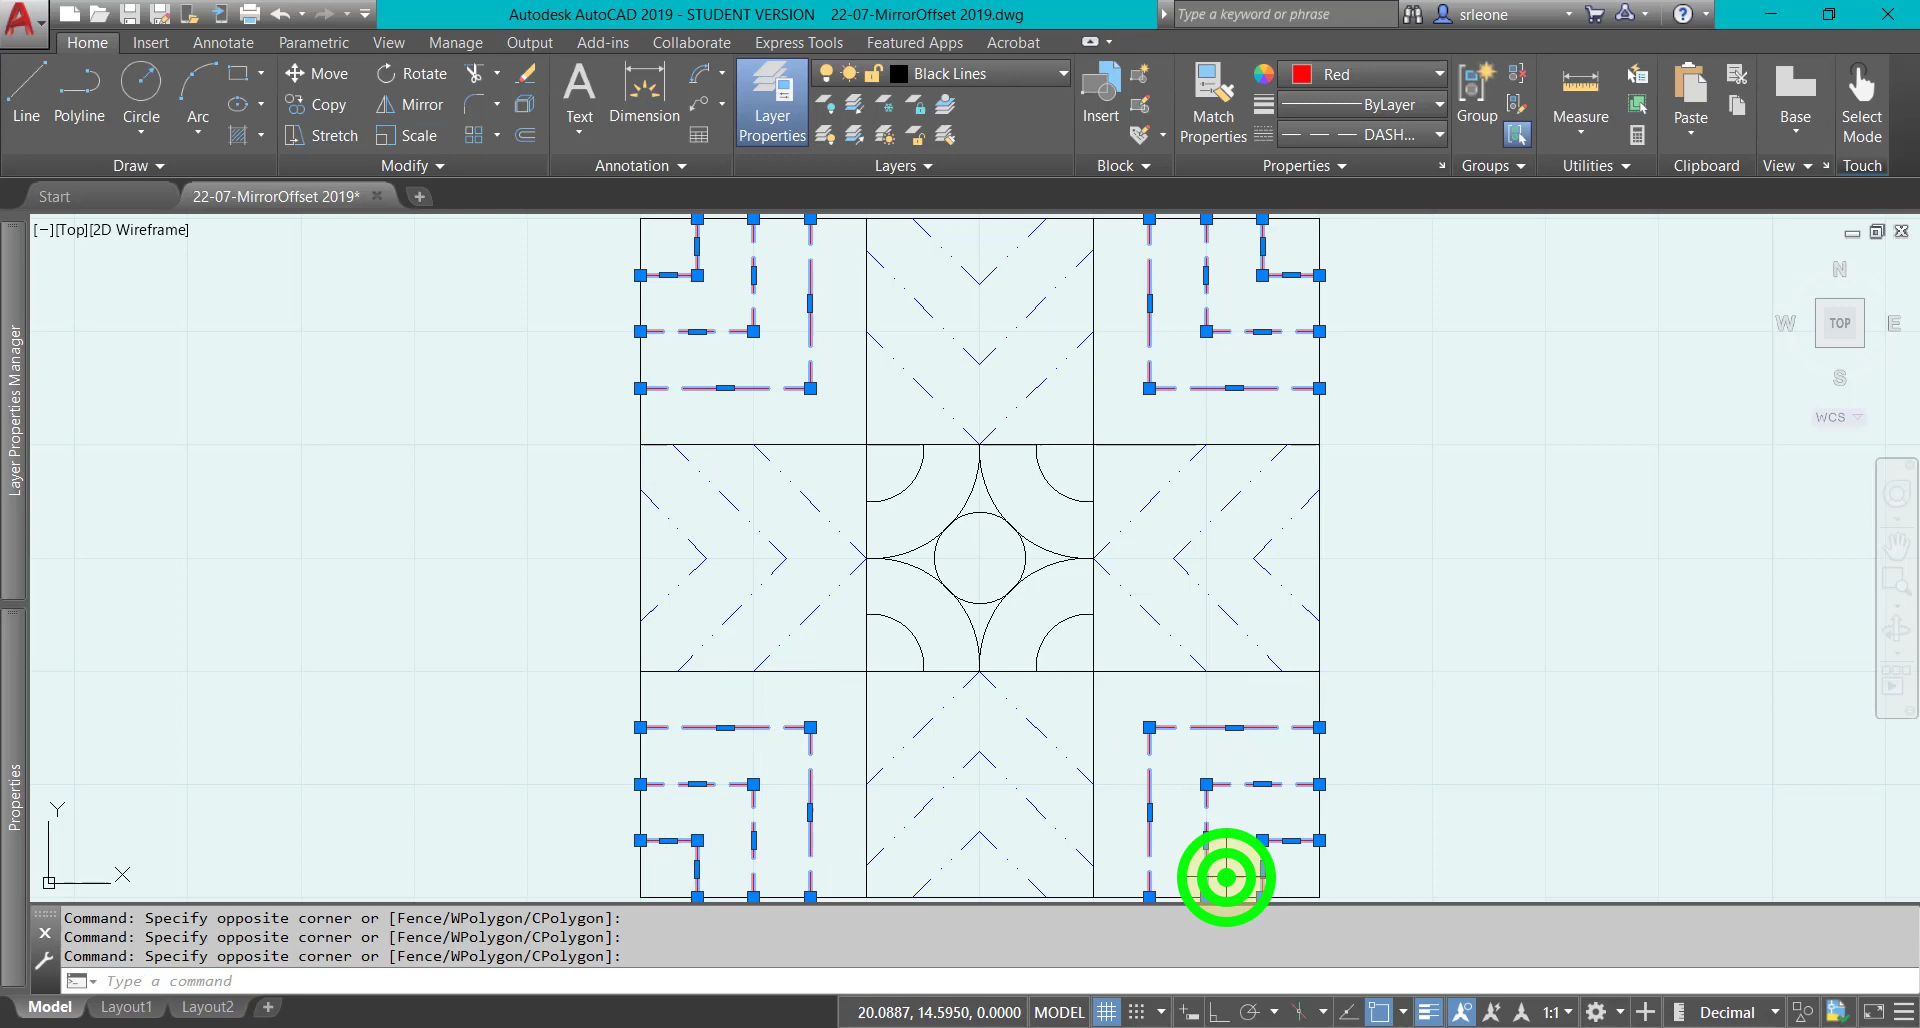 Autodesk AutoCAD 2019 - STUDENT VERSION 22-07-MirrorOffset 2019.dwg
Type a keyword or phrase
srleone
Home Insert Annotate Parametric View Manage Output Add-ins Collaborate Express Tools Featured Apps Acrobat
Line
Polyline
Circle
Arc
Draw
Move
Rotate
Copy
Mirror
Stretch
Scale
Modify
Text
Dimension
Annotation
Layer
Properties
Black Lines
Layers
Insert
Block
Match
Properties
Red
ByLayer
DASH...
Properties
Group
Groups
Measure
Utilities
Paste
Clipboard
Base
View
Select
Mode
Touch
Start
22-07-MirrorOffset 2019*
[−][Top][2D Wireframe]
N
W
TOP
E
S
WCS
Layer Properties Manager
Properties
Y
X
Command: Specify opposite corner or [Fence/WPolygon/CPolygon]:
Command: Specify opposite corner or [Fence/WPolygon/CPolygon]:
Command: Specify opposite corner or [Fence/WPolygon/CPolygon]:
Type a command
Model Layout1 Layout2
20.0887, 14.5950, 0.0000 MODEL 1:1 Decimal